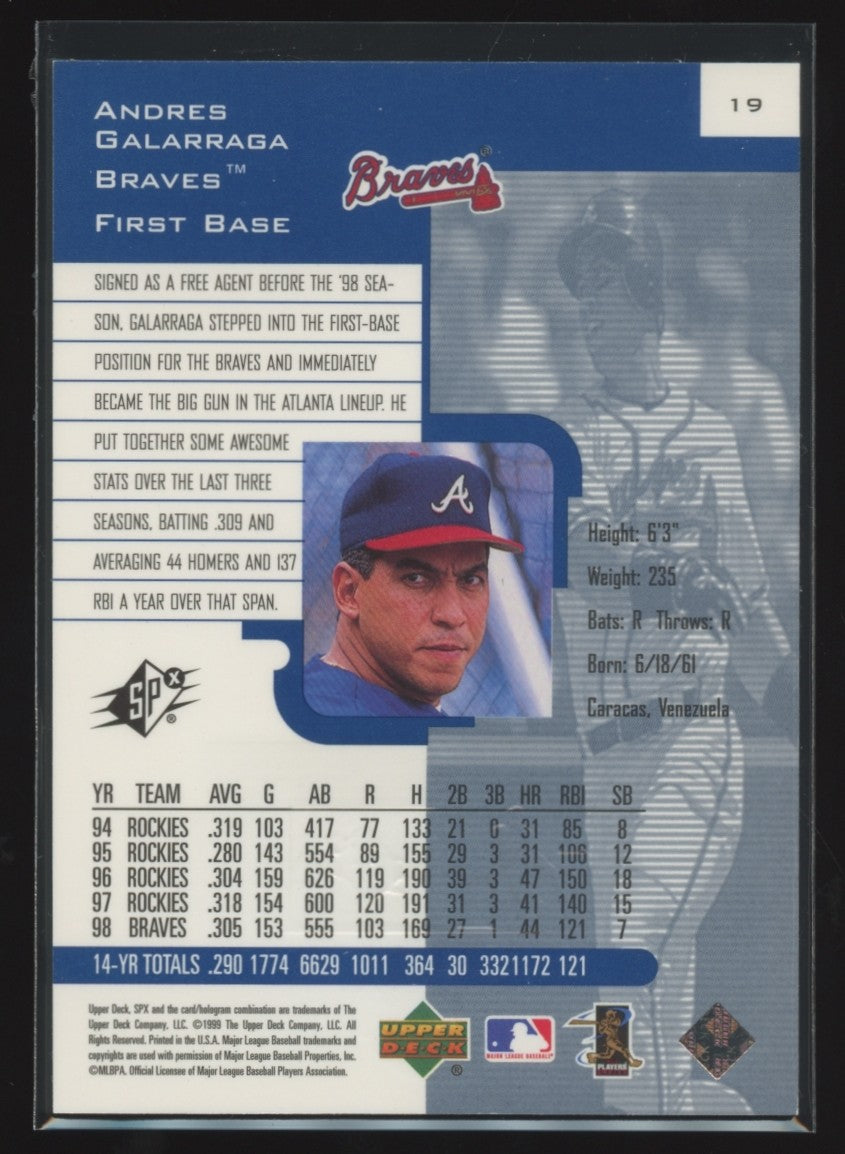 19
ANDRES
GALARRAGA
BRAVES™
FIRST BASE
Braves®
SIGNED AS A FREE AGENT BEFORE THE '98 SEA-
SON, GALARRAGA STEPPED INTO THE FIRST-BASE
POSITION FOR THE BRAVES AND IMMEDIATELY
BECAME THE BIG GUN IN THE ATLANTA LINEUP. HE
PUT TOGETHER SOME AWESOME
STATS OVER THE LAST THREE
SEASONS, BATTING .309 AND
AVERAGING 44 HOMERS AND 137
RBI A YEAR OVER THAT SPAN.
A
Height: 6'3"
Weight: 235
Bats: R Throws: R
Born: 6/18/61
Caracas, Venezuela
SPx®
YR TEAM AVG G AB R H 2B 3B HR RBI SB
94 ROCKIES .319 103 417 77 133 21 0 31 85 8
95 ROCKIES .280 143 554 89 155 29 3 31 106 12
96 ROCKIES .304 159 626 119 190 39 3 47 150 18
97 ROCKIES .318 154 600 120 191 31 3 41 140 15
98 BRAVES .305 153 555 103 169 27 1 44 121 7
14-YR TOTALS .290 1774 6629 1011 364 30 332 1172 121
Upper Deck, SPX and the card/hologram combination are trademarks of The
Upper Deck Company, LLC. ©1999 The Upper Deck Company, LLC. All
Rights Reserved. Printed in the U.S.A. Major League Baseball trademarks and
copyrights are used with permission of Major League Baseball Properties, Inc.
©MLBPA. Official Licensee of Major League Baseball Players Association.
UPPER
DECK®
MAJOR LEAGUE BASEBALL
PLAYERS